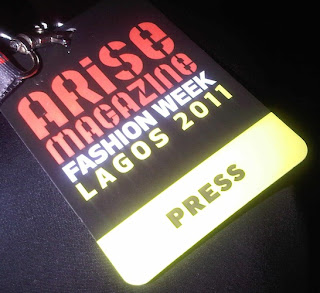 ARiSE
MAGAZINE
FASHION WEEK
LAGOS 2011
PRESS